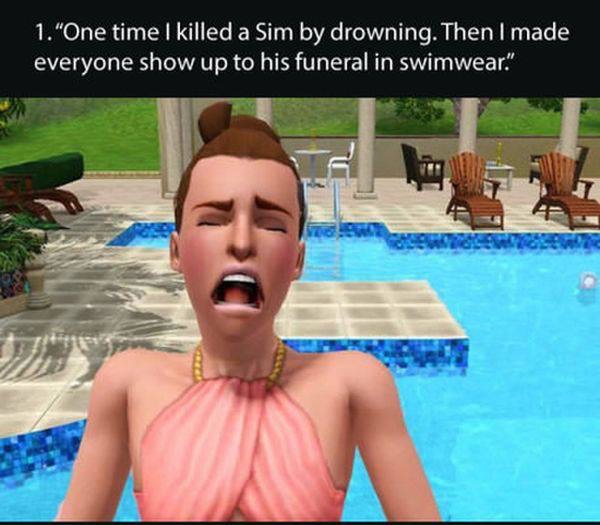 1. “One time I killed a Sim by drowning. Then I made
everyone show up to his funeral in swimwear.”